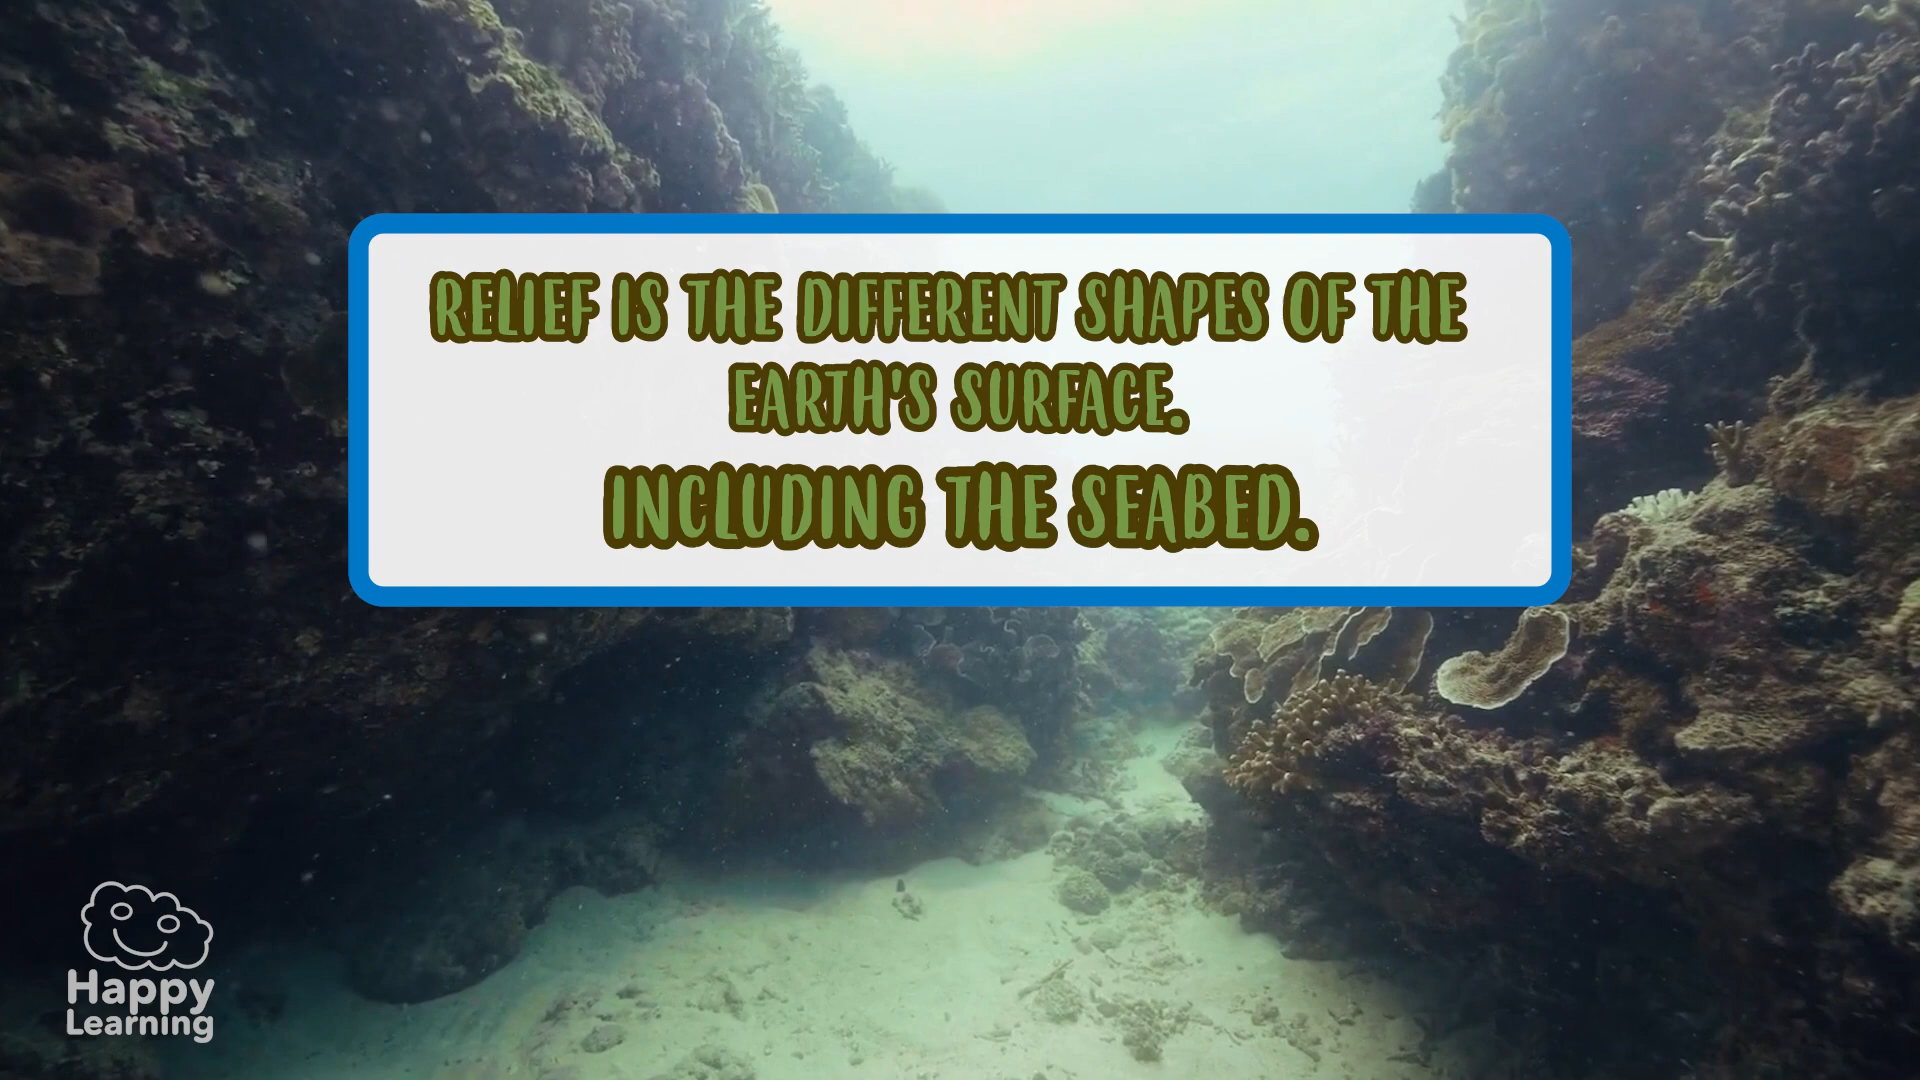 RELIEF IS THE DIFFERENT SHAPES OF THE
EARTH'S SURFACE.
INCLUDING THE SEABED.
Happy
Learning